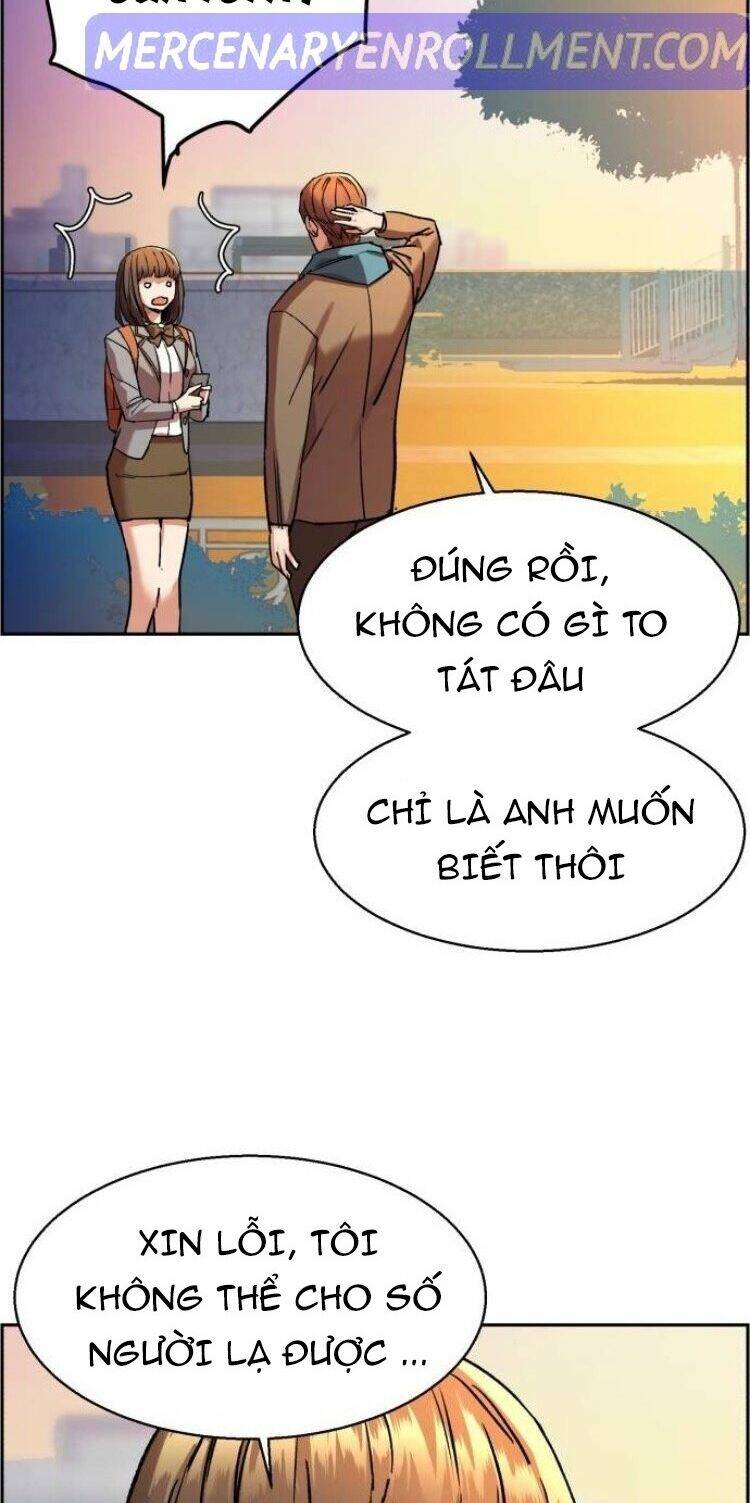 MERCENARYENROLLMENT.COM
ĐÚNG RỒI,
KHÔNG CÓ GÌ TO
TÁT ĐÂU
CHỈ LÀ ANH MUỐN
BIẾT THÔI
XIN LỖI, TÔI
KHÔNG THỂ CHO SỐ
NGƯỜI LẠ ĐƯỢC ...